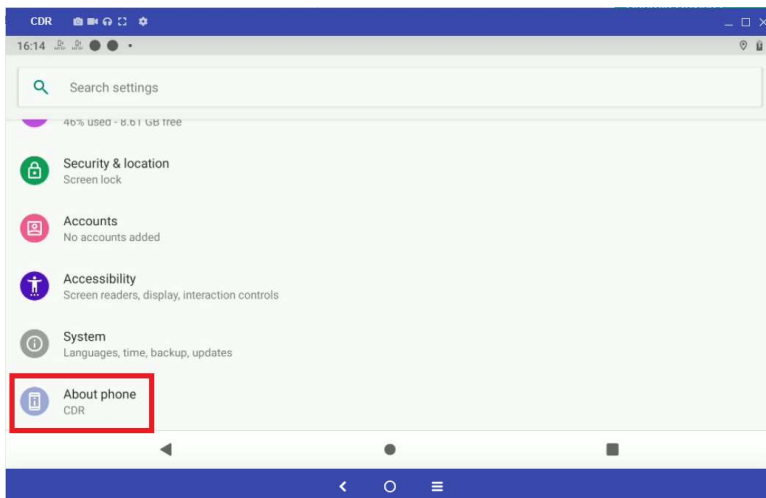 CDR
16:14
Search settings
46% used - 8.61 GB free
Security & location
Screen lock
Accounts
No accounts added
Accessibility
Screen readers, display, interaction controls
System
Languages, time, backup, updates
About phone
CDR